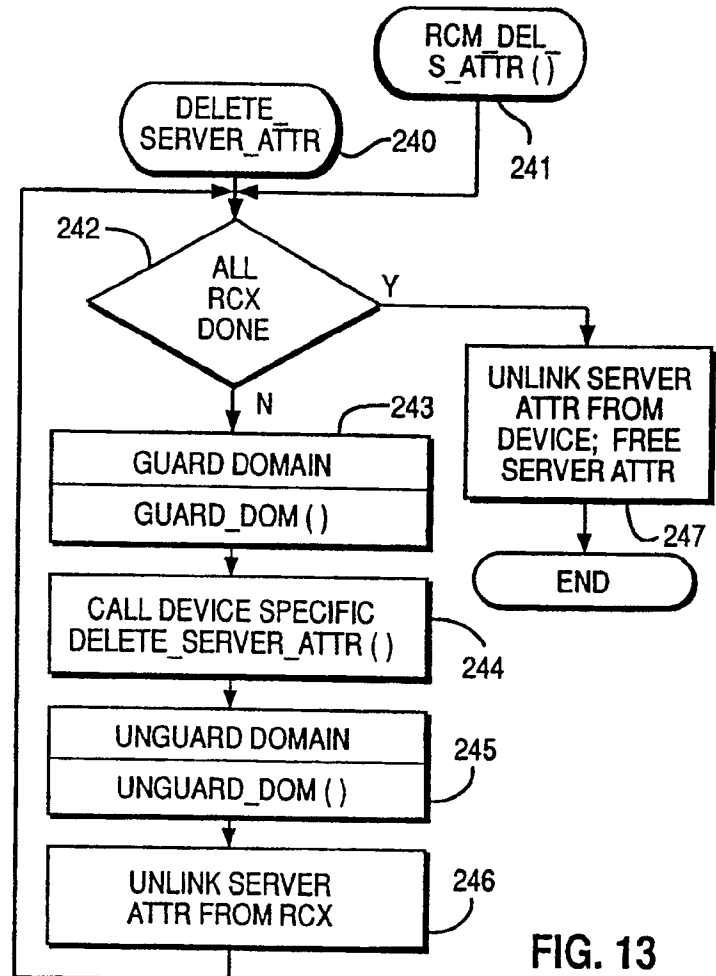 RCM_DEL_
S_ATTR ( )
241
DELETE_
SERVER_ATTR
240
242
ALL
RCX
DONE
Y
N
243
GUARD DOMAIN
GUARD_DOM ( )
UNLINK SERVER
ATTR FROM
DEVICE; FREE
SERVER ATTR
247
END
CALL DEVICE SPECIFIC
DELETE_SERVER_ATTR ( )
244
UNGUARD DOMAIN
UNGUARD_DOM ( )
245
UNLINK SERVER
ATTR FROM RCX
246
FIG. 13